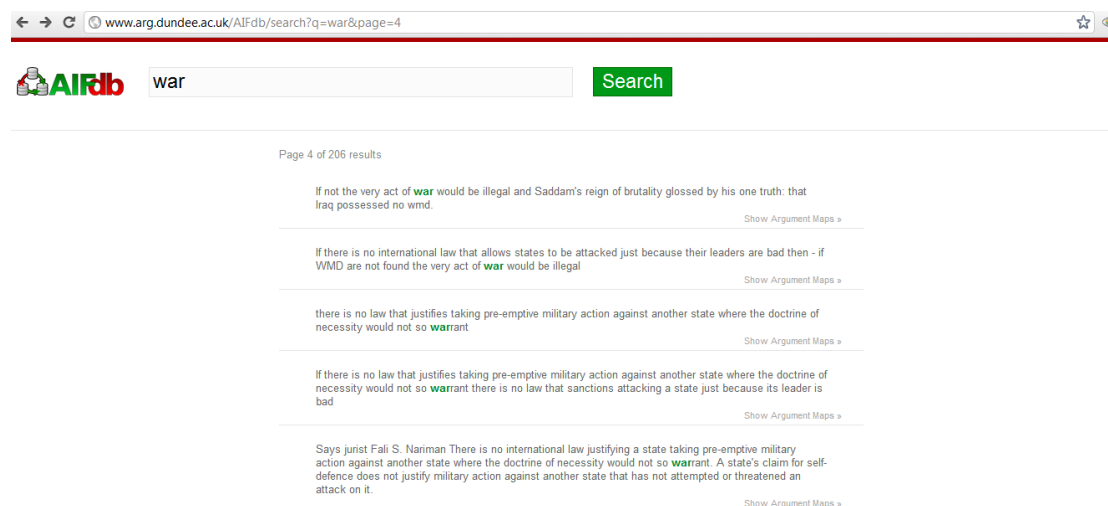 www.arg.dundee.ac.uk/AIFdb/search?q=war&page=4
AIFdb
war
Search
Page 4 of 206 results
If not the very act of war would be illegal and Saddam's reign of brutality glossed by his one truth: that
Iraq possessed no wmd.
Show Argument Maps »
If there is no international law that allows states to be attacked just because their leaders are bad then - if
WMD are not found the very act of war would be illegal
Show Argument Maps »
there is no law that justifies taking pre-emptive military action against another state where the doctrine of
necessity would not so warrant
Show Argument Maps »
If there is no law that justifies taking pre-emptive military action against another state where the doctrine of
necessity would not so warrant there is no law that sanctions attacking a state just because its leader is
bad
Show Argument Maps »
Says jurist Fali S. Nariman There is no international law justifying a state taking pre-emptive military
action against another state where the doctrine of necessity would not so warrant. A state's claim for self-
defence does not justify military action against another state that has not attempted or threatened an
attack on it.
Show Argument Maps »